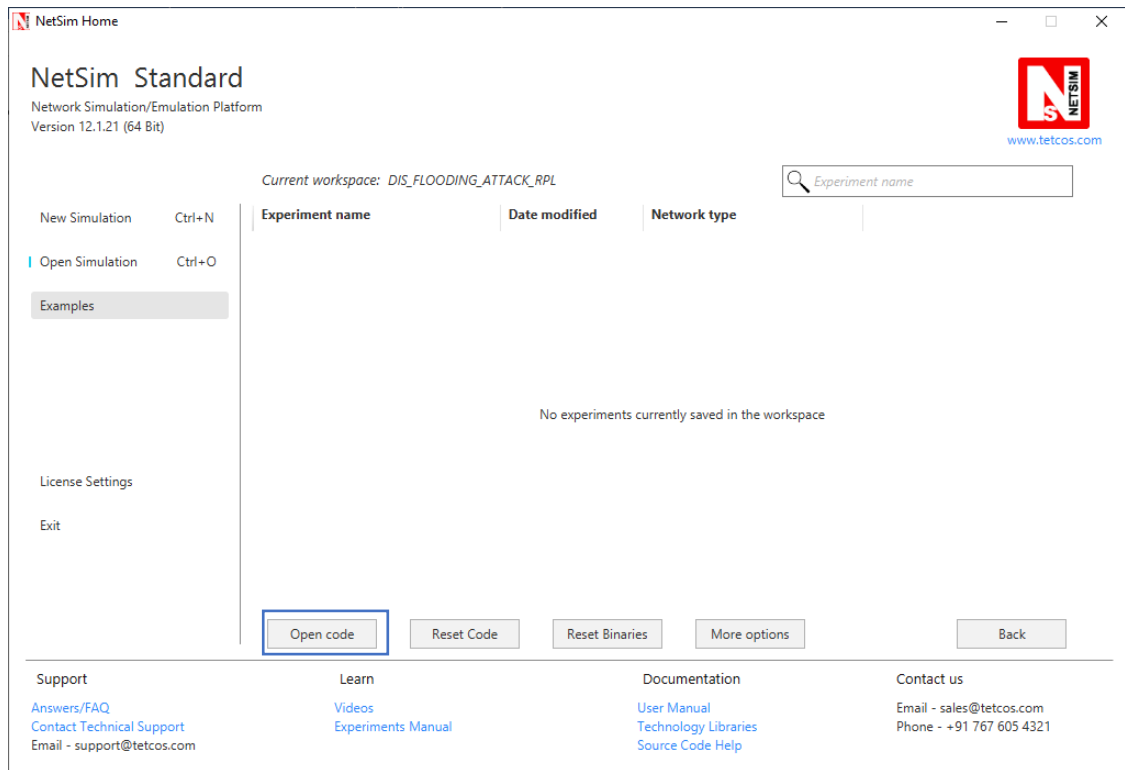 NetSim Home
NetSim Standard
Network Simulation/Emulation Platform
Version 12.1.21 (64 Bit)
N
S
NETSIM
www.tetcos.com
Current workspace: DIS_FLOODING_ATTACK_RPL
Experiment name
New Simulation Ctrl+N
Open Simulation Ctrl+O
Examples
License Settings
Exit
Experiment name Date modified Network type
No experiments currently saved in the workspace
Open code Reset Code Reset Binaries More options Back
Support
Answers/FAQ
Contact Technical Support
Email - support@tetcos.com
Learn
Videos
Experiments Manual
Documentation
User Manual
Technology Libraries
Source Code Help
Contact us
Email - sales@tetcos.com
Phone - +91 767 605 4321